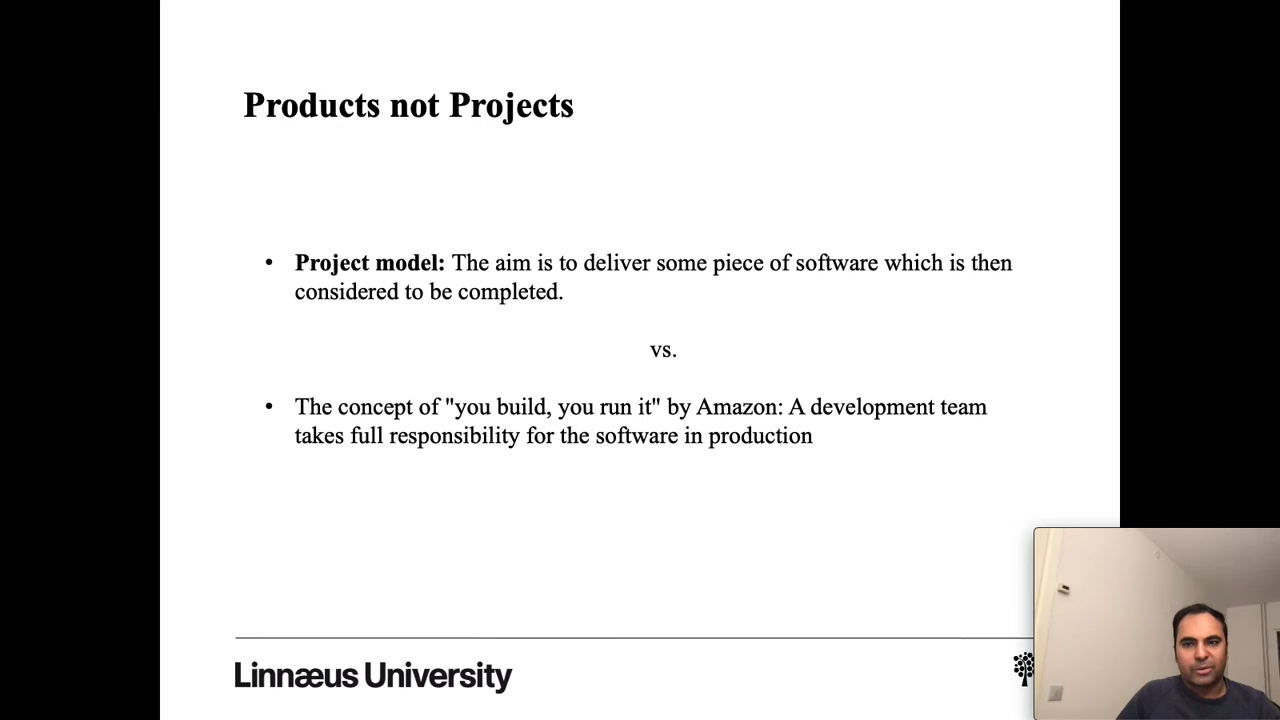 Products not Projects
• Project model: The aim is to deliver some piece of software which is then
considered to be completed.
vs.
• The concept of "you build, you run it" by Amazon: A development team
takes full responsibility for the software in production
Linnæus University